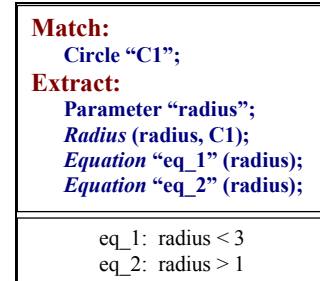 Match:
Circle “C1”;
Extract:
Parameter “radius”;
Radius (radius, C1);
Equation “eq_1” (radius);
Equation “eq_2” (radius);
eq_1: radius < 3
eq_2: radius > 1